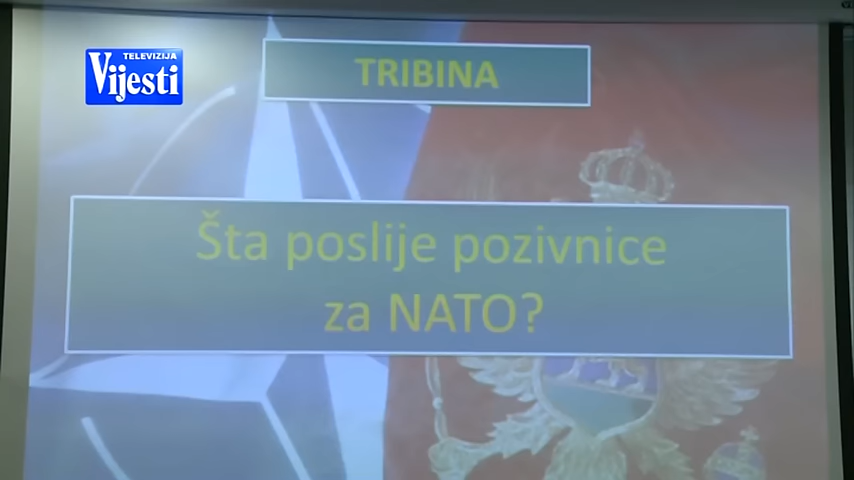 TELEVIZIJA
Vijesti
TRIBINA
Šta poslije pozivnice
za NATO?